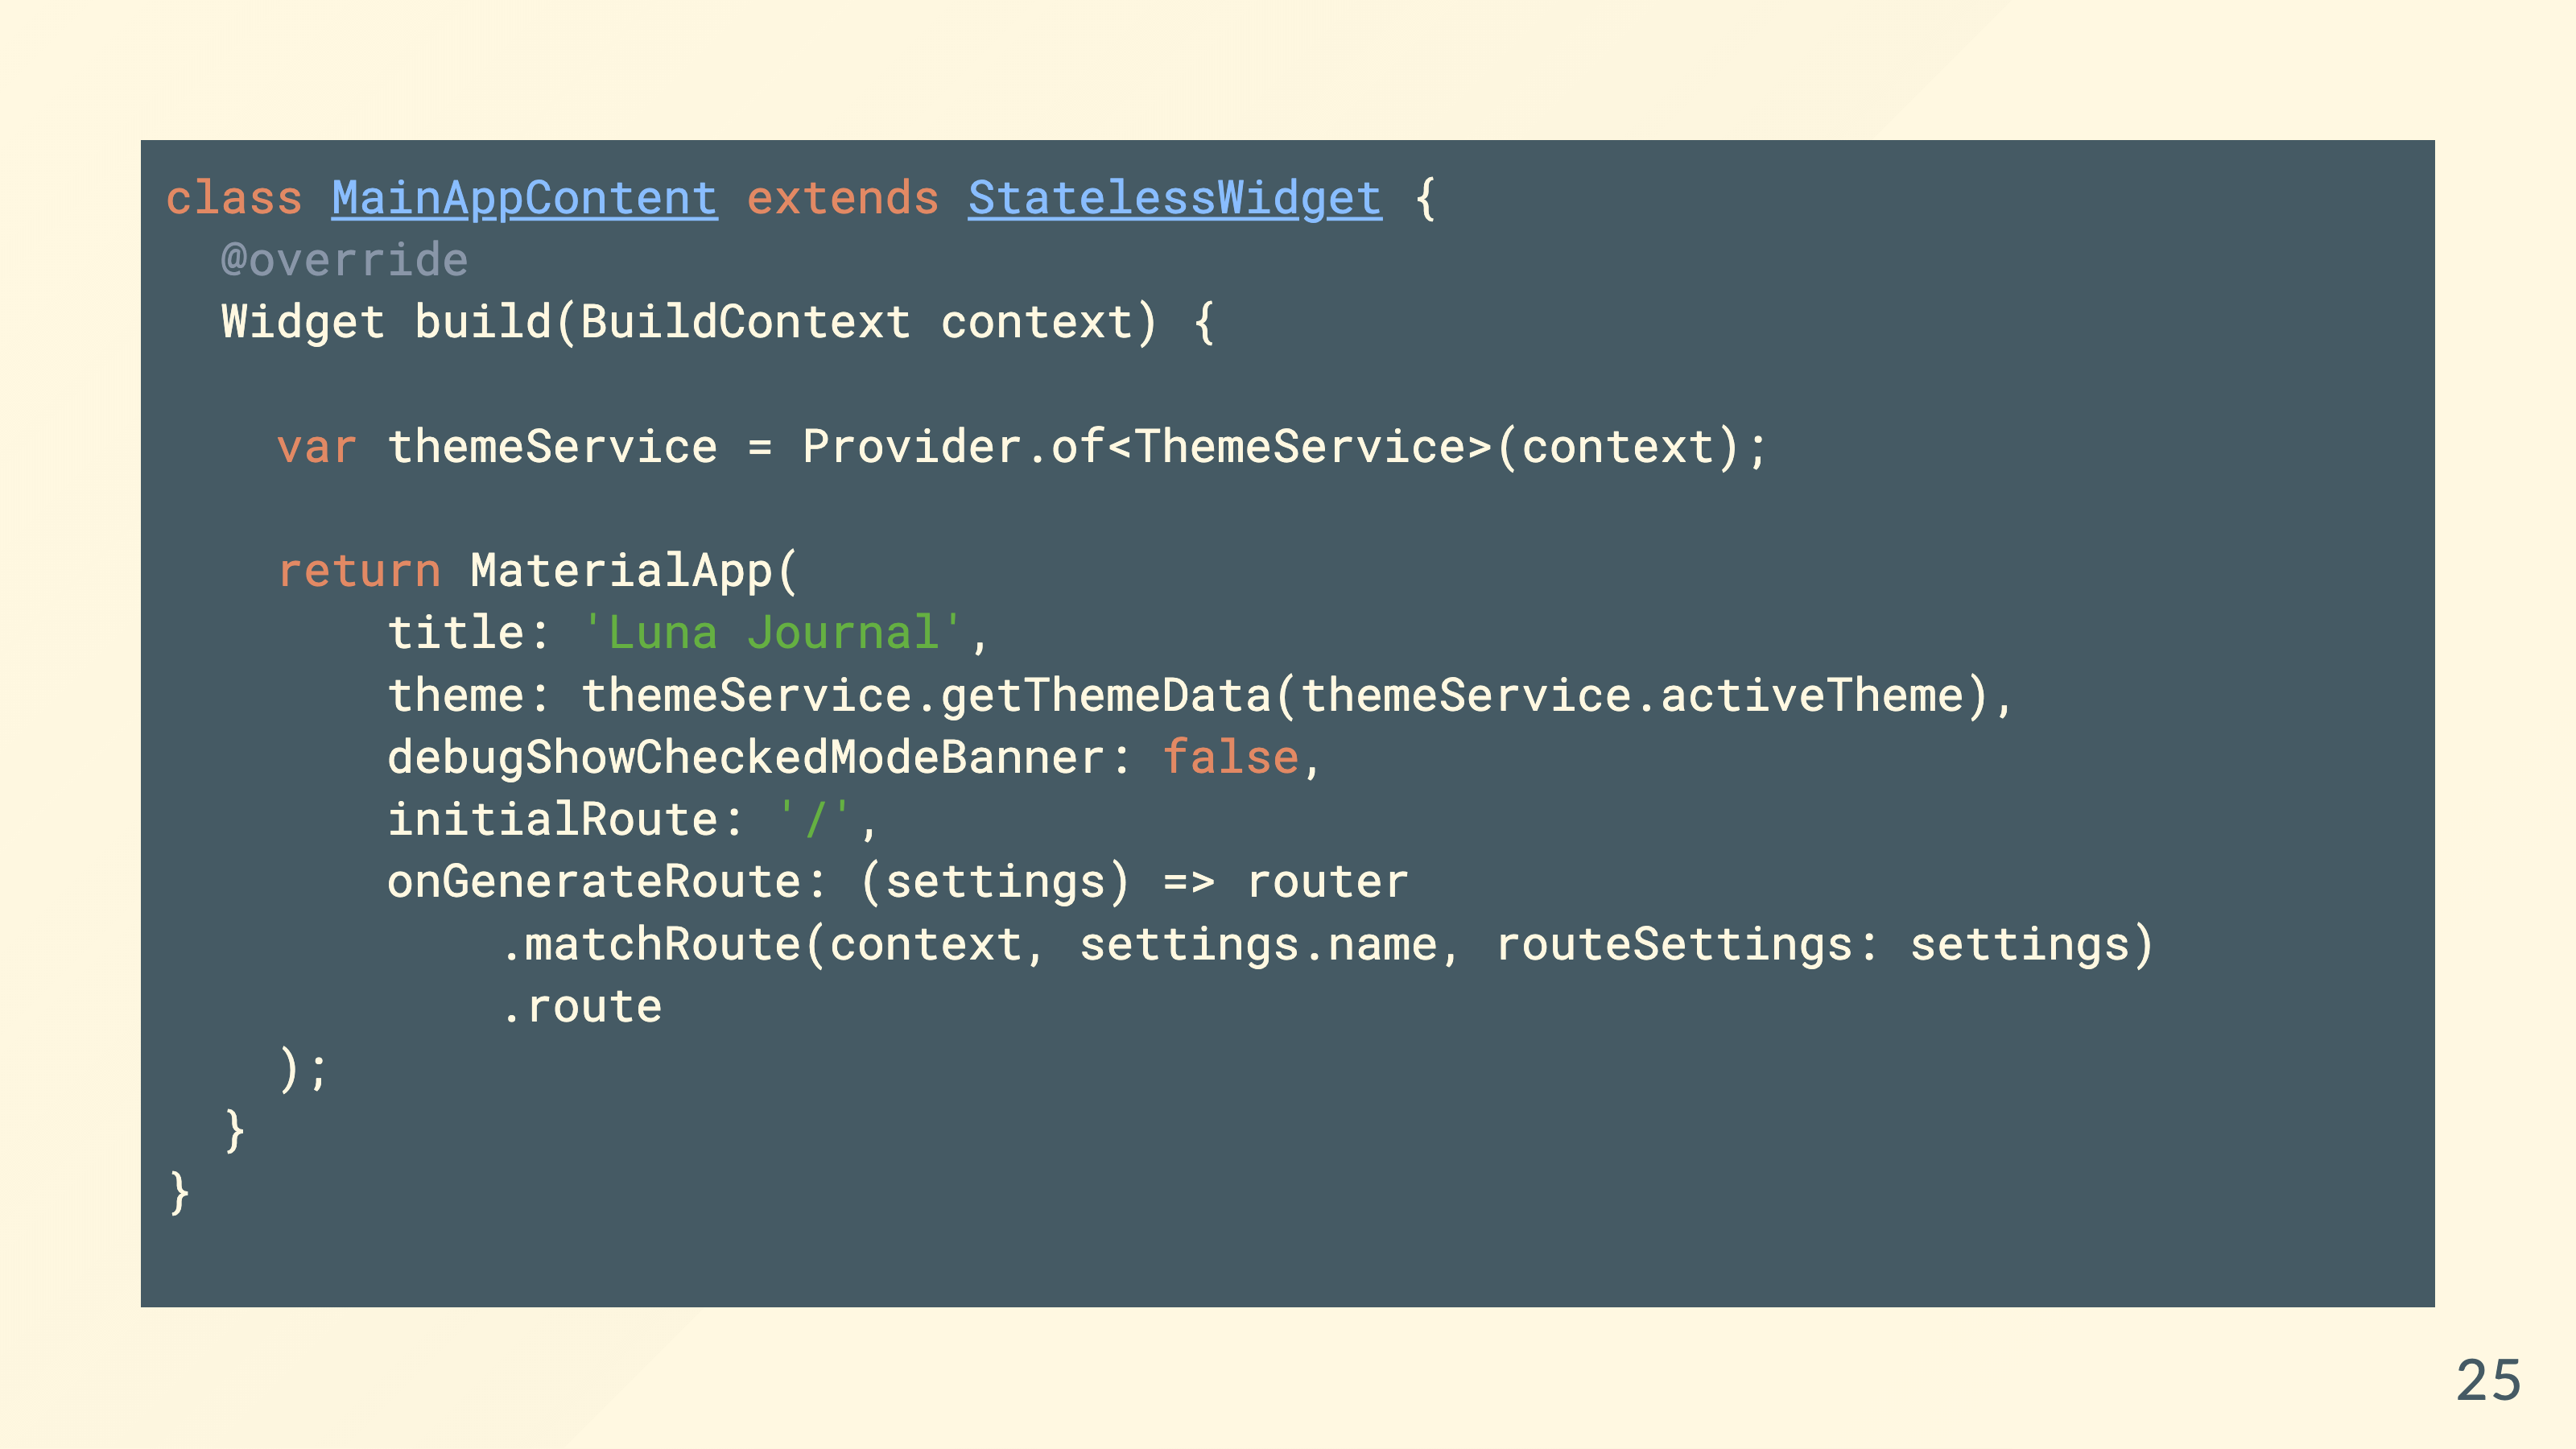 class MainAppContent extends StatelessWidget {
  @override
  Widget build(BuildContext context) {

    var themeService = Provider.of<ThemeService>(context);

    return MaterialApp(
        title: 'Luna Journal',
        theme: themeService.getThemeData(themeService.activeTheme),
        debugShowCheckedModeBanner: false,
        initialRoute: '/',
        onGenerateRoute: (settings) => router
            .matchRoute(context, settings.name, routeSettings: settings)
            .route
    );
  }
}
25